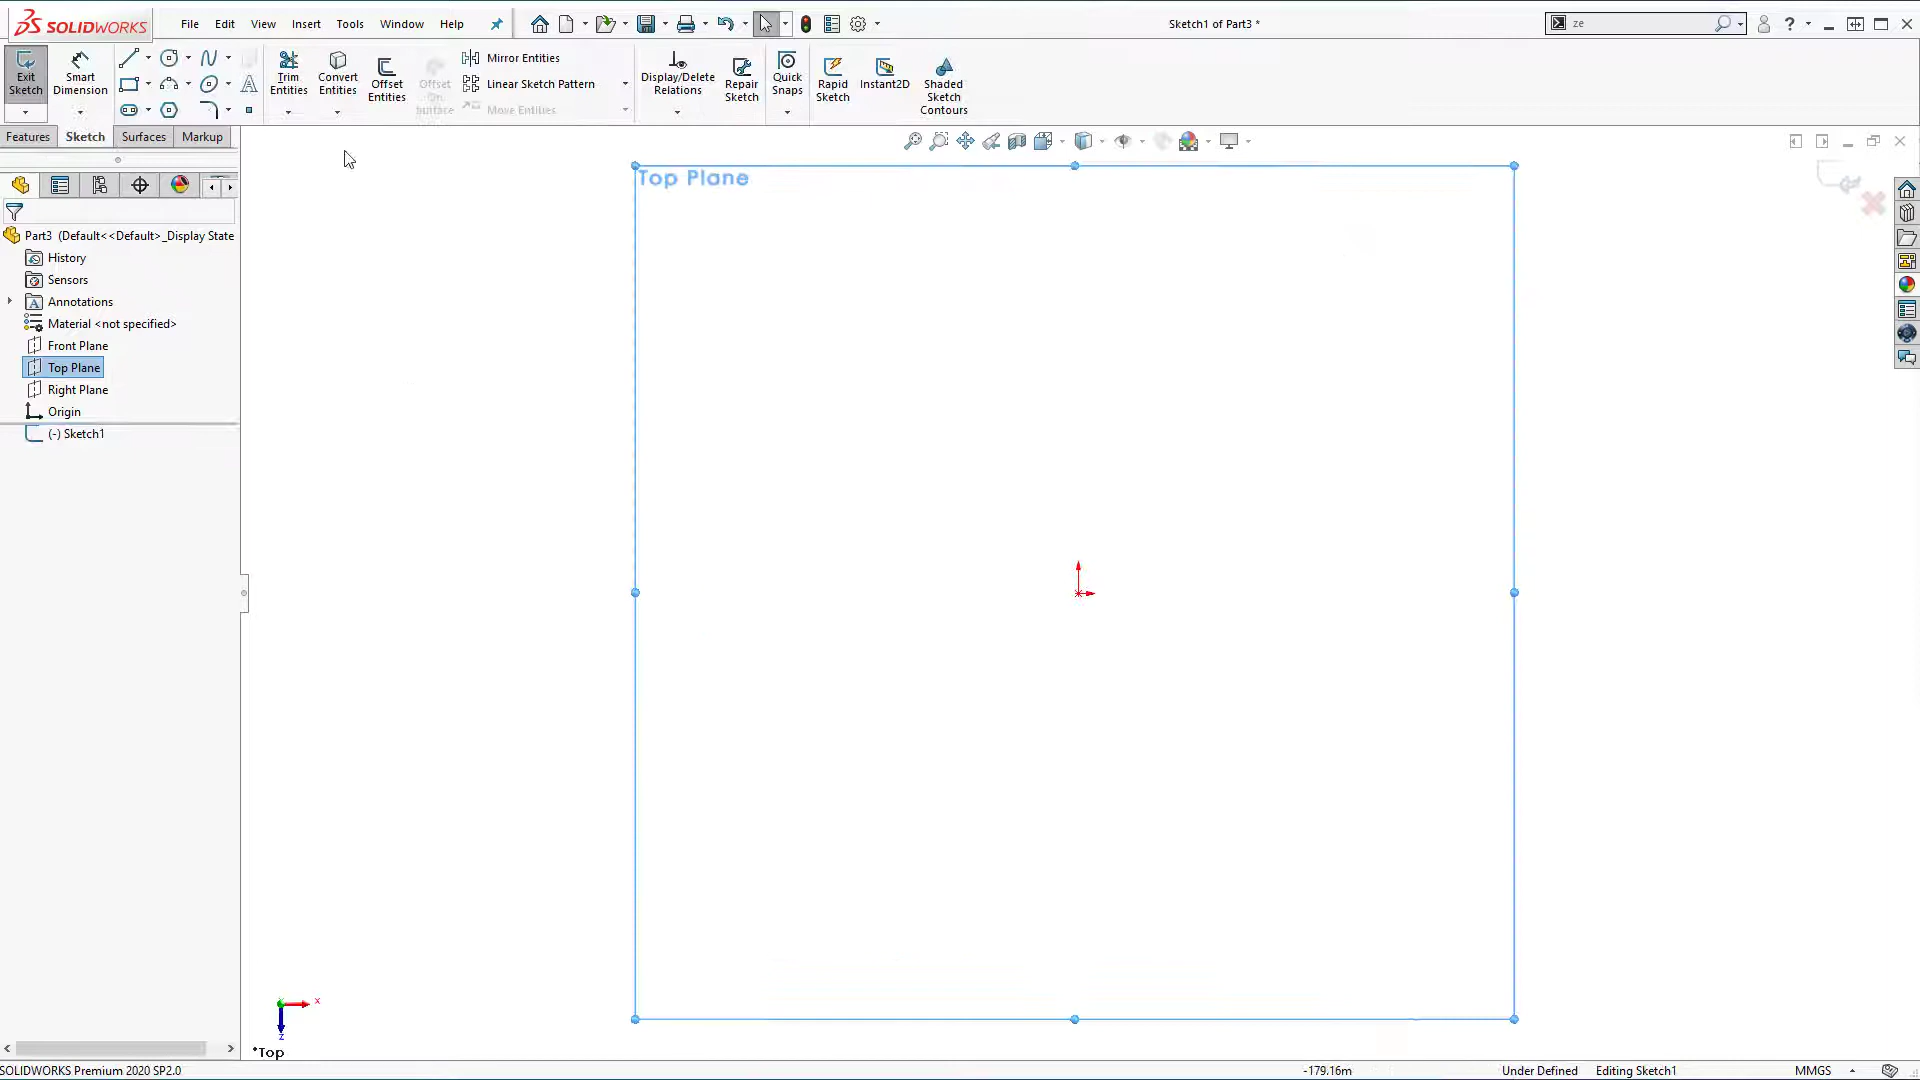 SOLIDWORKS File Edit View Insert Tools Window Help Sketch1 of Part3 * ze
Exit Sketch
Smart Dimension
Trim Entities
Convert Entities
Offset Entities
Offset On Surface
Mirror Entities
Linear Sketch Pattern
Move Entities
Display/Delete Relations
Repair Sketch
Quick Snaps
Rapid Sketch
Instant2D
Shaded Sketch Contours
Features Sketch Surfaces Markup
Top Plane
Part3 (Default<<Default>_Display State
History
Sensors
Annotations
Material <not specified>
Front Plane
Top Plane
Right Plane
Origin
(-) Sketch1
x
z
*Top
SOLIDWORKS Premium 2020 SP2.0 -179.16m Under Defined Editing Sketch1 MMGS